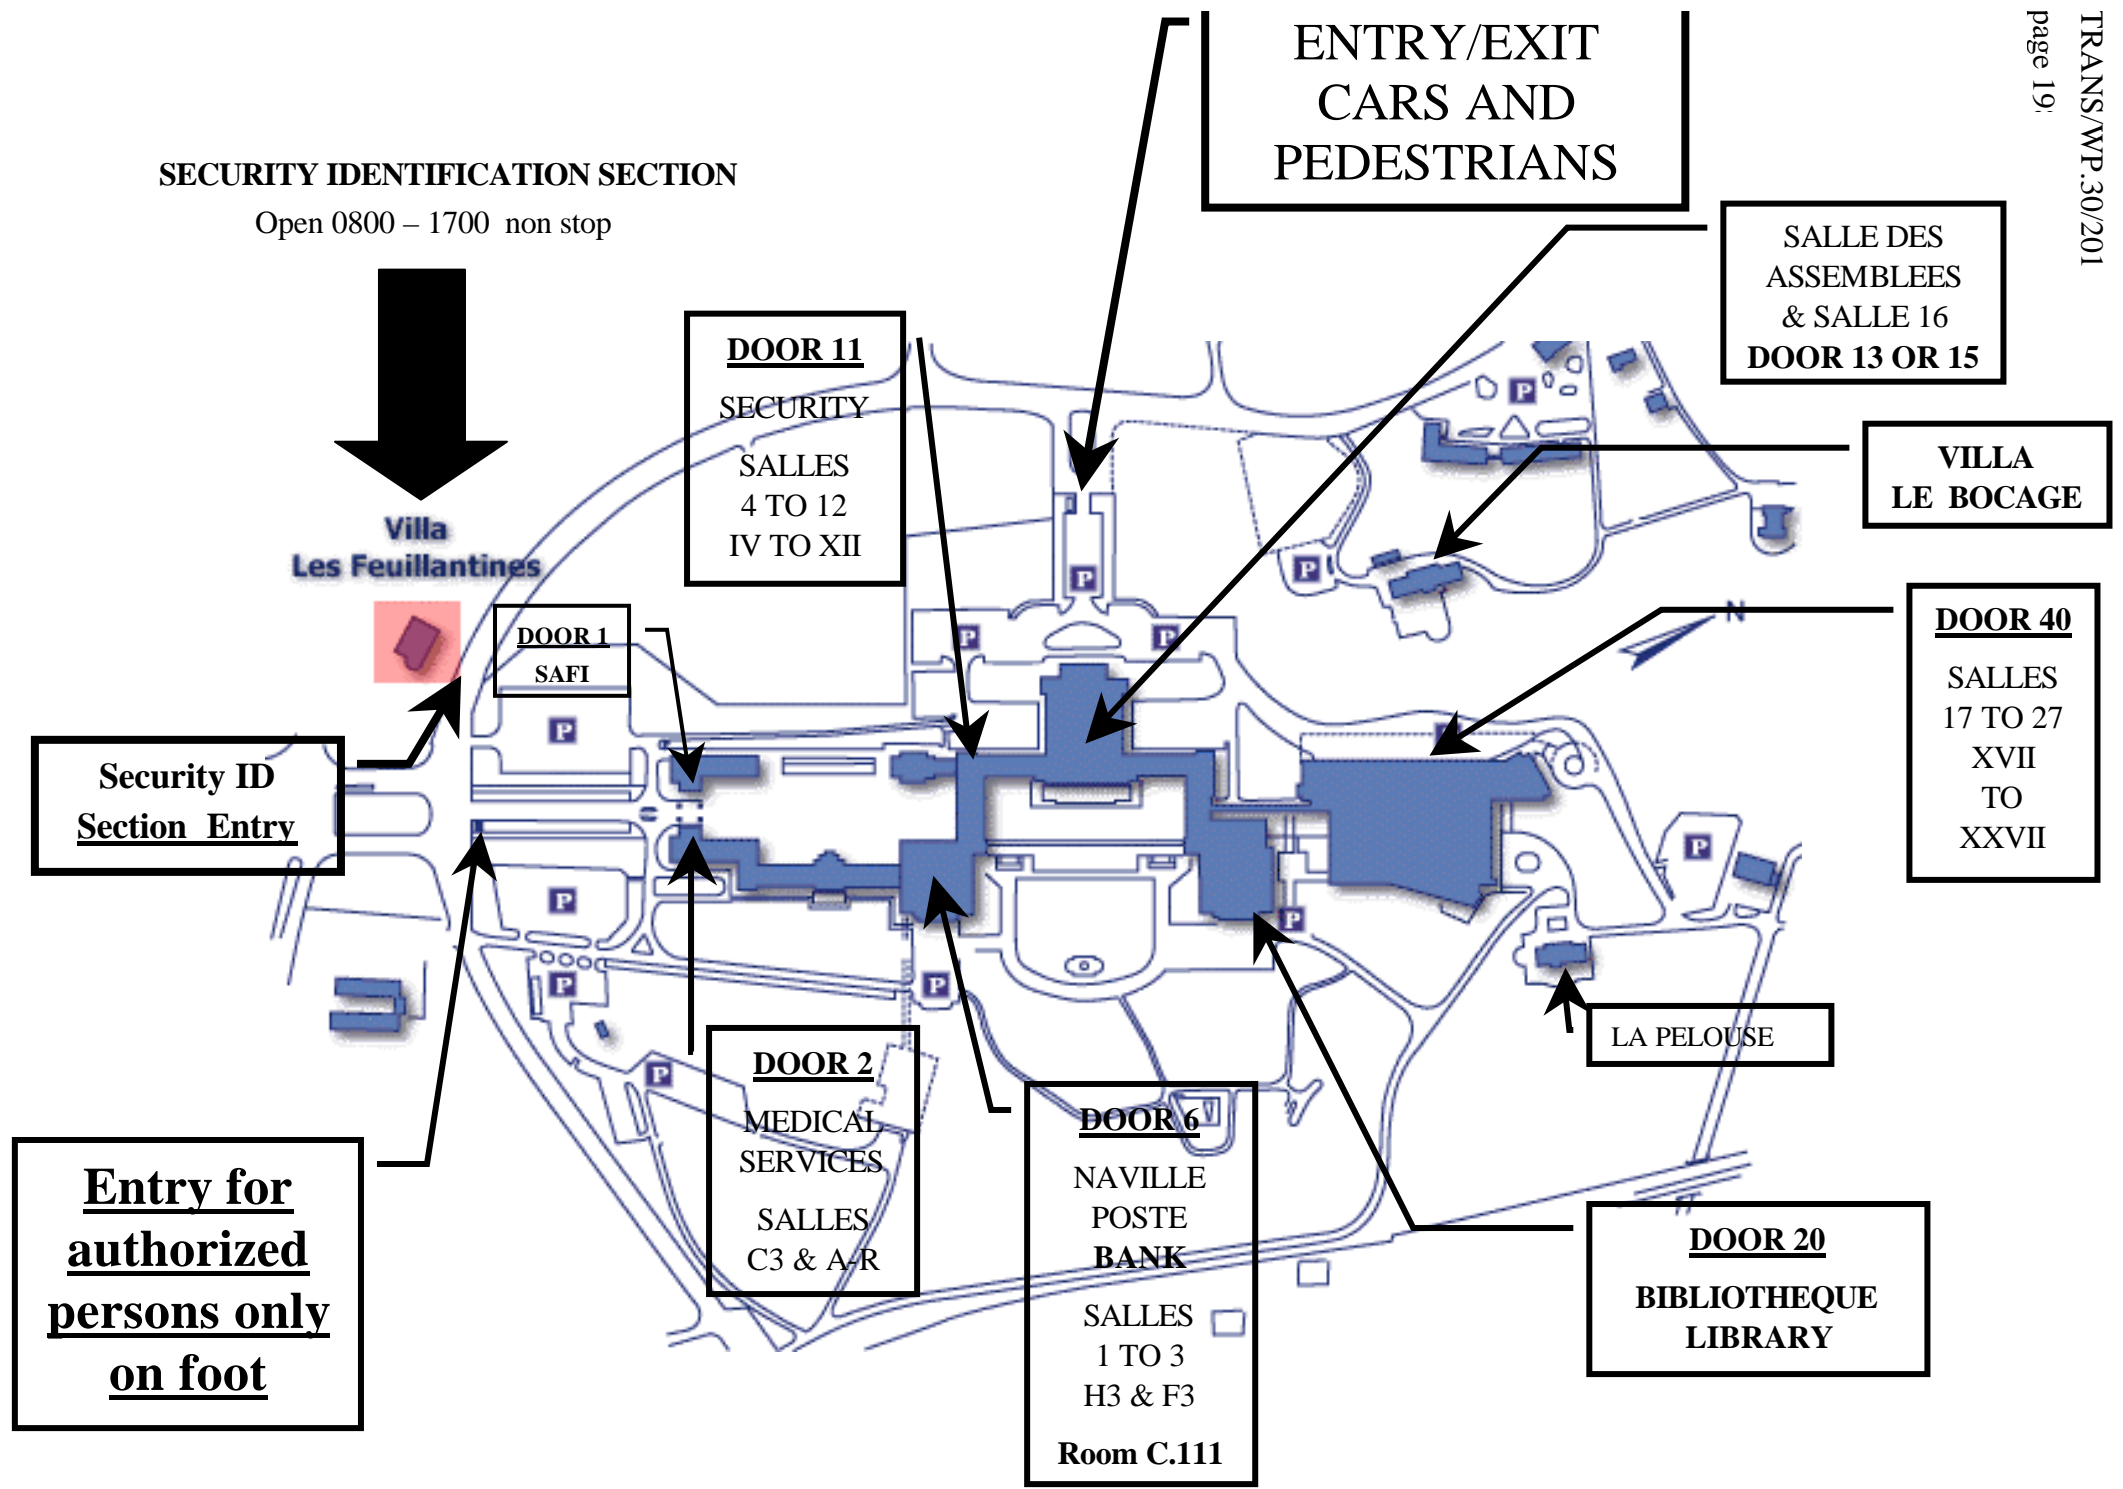 TRANS/WP.30/201
page 19
ENTRY/EXIT
CARS AND
PEDESTRIANS
SECURITY IDENTIFICATION SECTION
Open 0800 – 1700 non stop
SALLE DES
ASSEMBLEES
& SALLE 16
DOOR 13 OR 15
DOOR 11
SECURITY
SALLES
4 TO 12
IV TO XII
VILLA
LE BOCAGE
Villa
Les Feuillantines
DOOR 1
SAFI
DOOR 40
SALLES
17 TO 27
XVII
TO
XXVII
N
P
P
P
P
P
P
P
P
P
P
P
P
P
P
Security ID
Section Entry
LA PELOUSE
DOOR 2
MEDICAL
SERVICES
SALLES
C3 & A-R
DOOR 6
NAVILLE
POSTE
BANK
SALLES
1 TO 3
H3 & F3
Room C.111
Entry for
authorized
persons only
on foot
DOOR 20
BIBLIOTHEQUE
LIBRARY